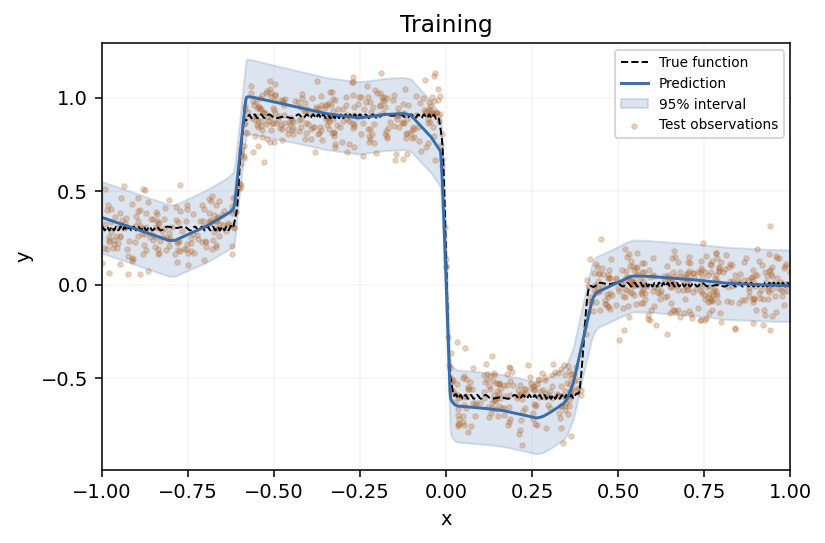 Training
True function
Prediction
95% interval
Test observations
y
1.0
0.5
0.0
−0.5
−1.00 −0.75 −0.50 −0.25 0.00 0.25 0.50 0.75 1.00
x